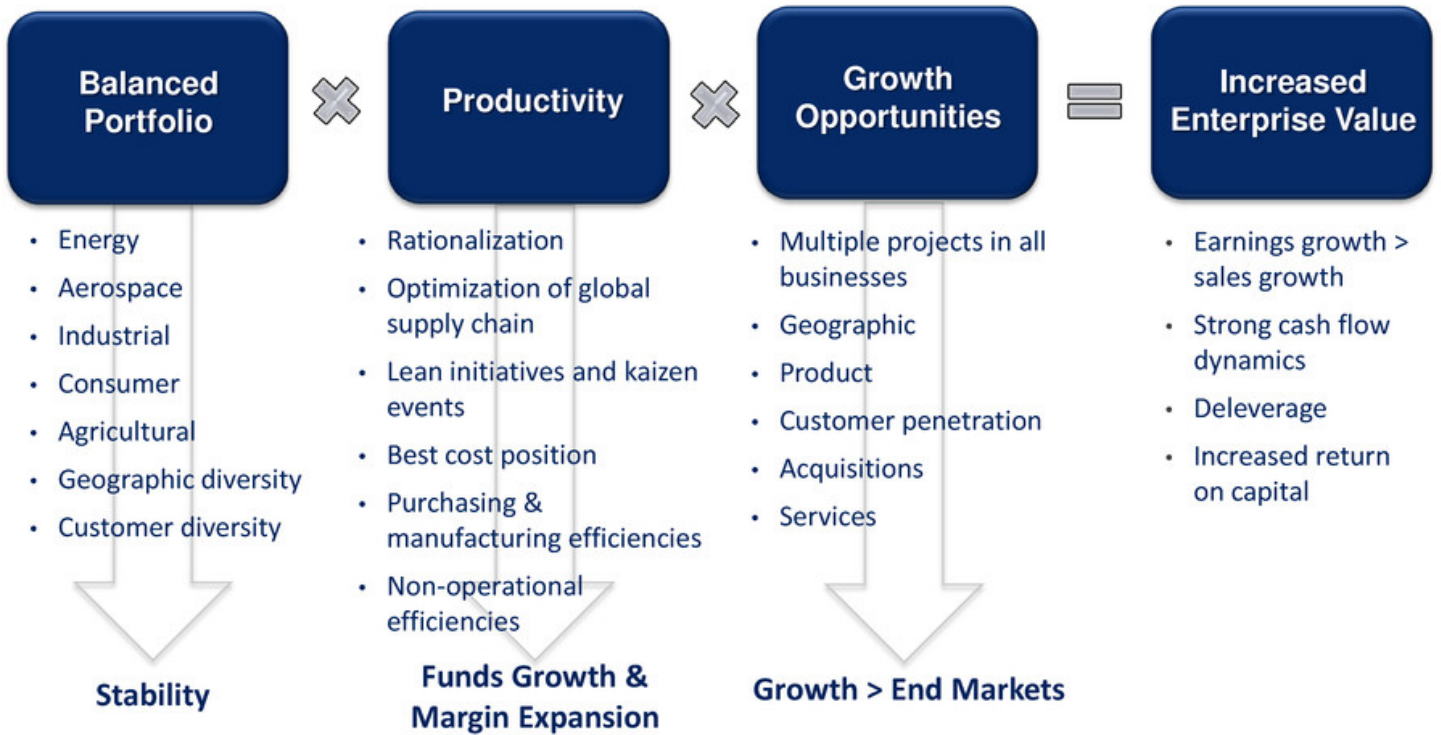 Balanced
Portfolio
Productivity
Growth
Opportunities
Increased
Enterprise Value
• Energy
• Aerospace
• Industrial
• Consumer
• Agricultural
• Geographic diversity
• Customer diversity
Stability
• Rationalization
• Optimization of global
supply chain
• Lean initiatives and kaizen
events
• Best cost position
• Purchasing &
manufacturing efficiencies
• Non-operational
efficiencies
Funds Growth &
Margin Expansion
• Multiple projects in all
businesses
• Geographic
• Product
• Customer penetration
• Acquisitions
• Services
Growth > End Markets
• Earnings growth >
sales growth
• Strong cash flow
dynamics
• Deleverage
• Increased return
on capital